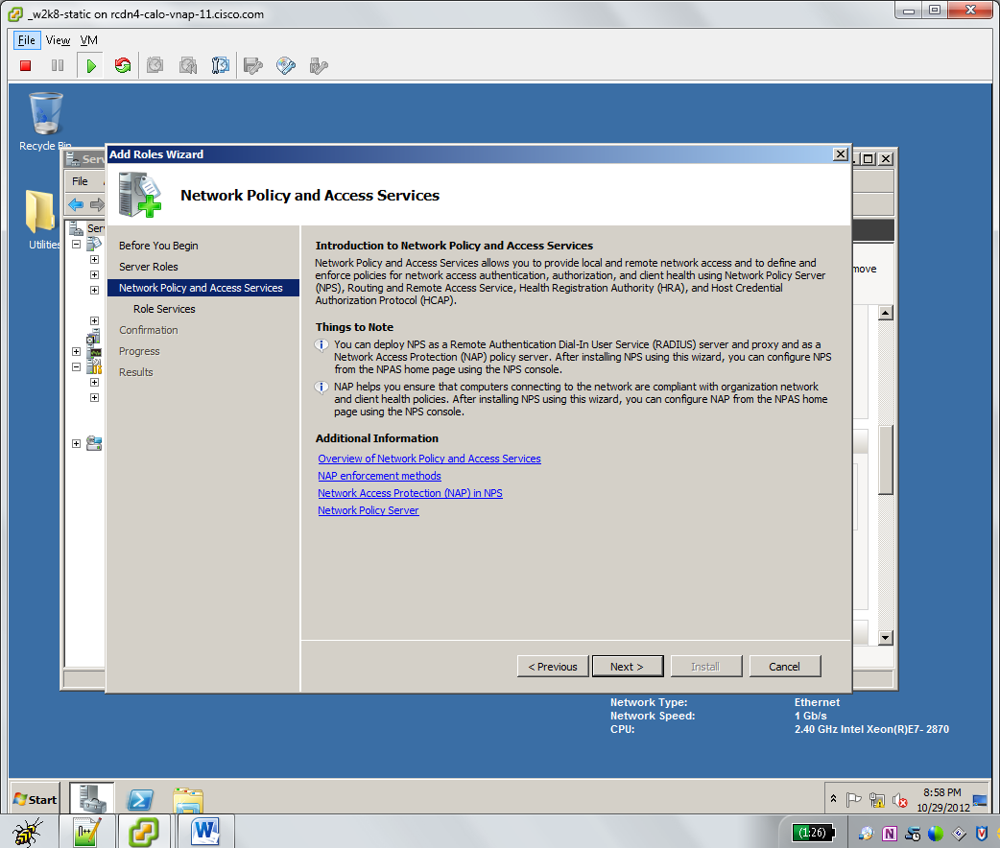 _w2k8-static on rcdn4-calo-vnap-11.cisco.com
File View VM
Recycle Bin
Utilities
Serv
File
Serv
move
Add Roles Wizard
Network Policy and Access Services
Before You Begin
Server Roles
Network Policy and Access Services
Role Services
Confirmation
Progress
Results
Introduction to Network Policy and Access Services
Network Policy and Access Services allows you to provide local and remote network access and to define and
enforce policies for network access authentication, authorization, and client health using Network Policy Server
(NPS), Routing and Remote Access Service, Health Registration Authority (HRA), and Host Credential
Authorization Protocol (HCAP).
Things to Note
You can deploy NPS as a Remote Authentication Dial-In User Service (RADIUS) server and proxy and as a
Network Access Protection (NAP) policy server. After installing NPS using this wizard, you can configure NPS
from the NPAS home page using the NPS console.
NAP helps you ensure that computers connecting to the network are compliant with organization network
and client health policies. After installing NPS using this wizard, you can configure NAP from the NPAS home
page using the NPS console.
Additional Information
Overview of Network Policy and Access Services
NAP enforcement methods
Network Access Protection (NAP) in NPS
Network Policy Server
< Previous Next > Install Cancel
Network Type: Ethernet
Network Speed: 1 Gb/s
CPU: 2.40 GHz Intel Xeon(R)E7- 2870
Start
8:58 PM
10/29/2012
(1:26)